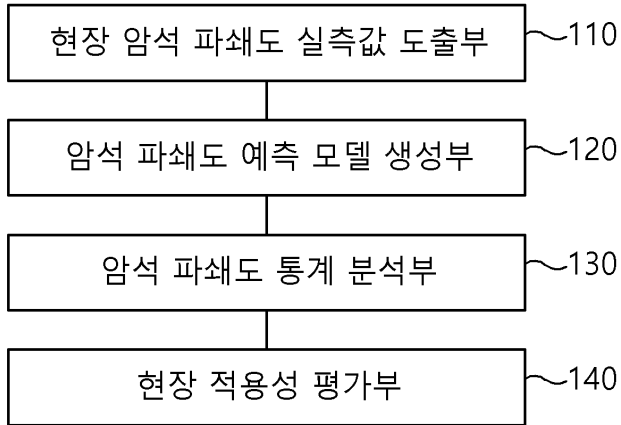 현장 암석 파쇄도 실측값 도출부 110
암석 파쇄도 예측 모델 생성부 120
암석 파쇄도 통계 분석부 130
현장 적용성 평가부 140